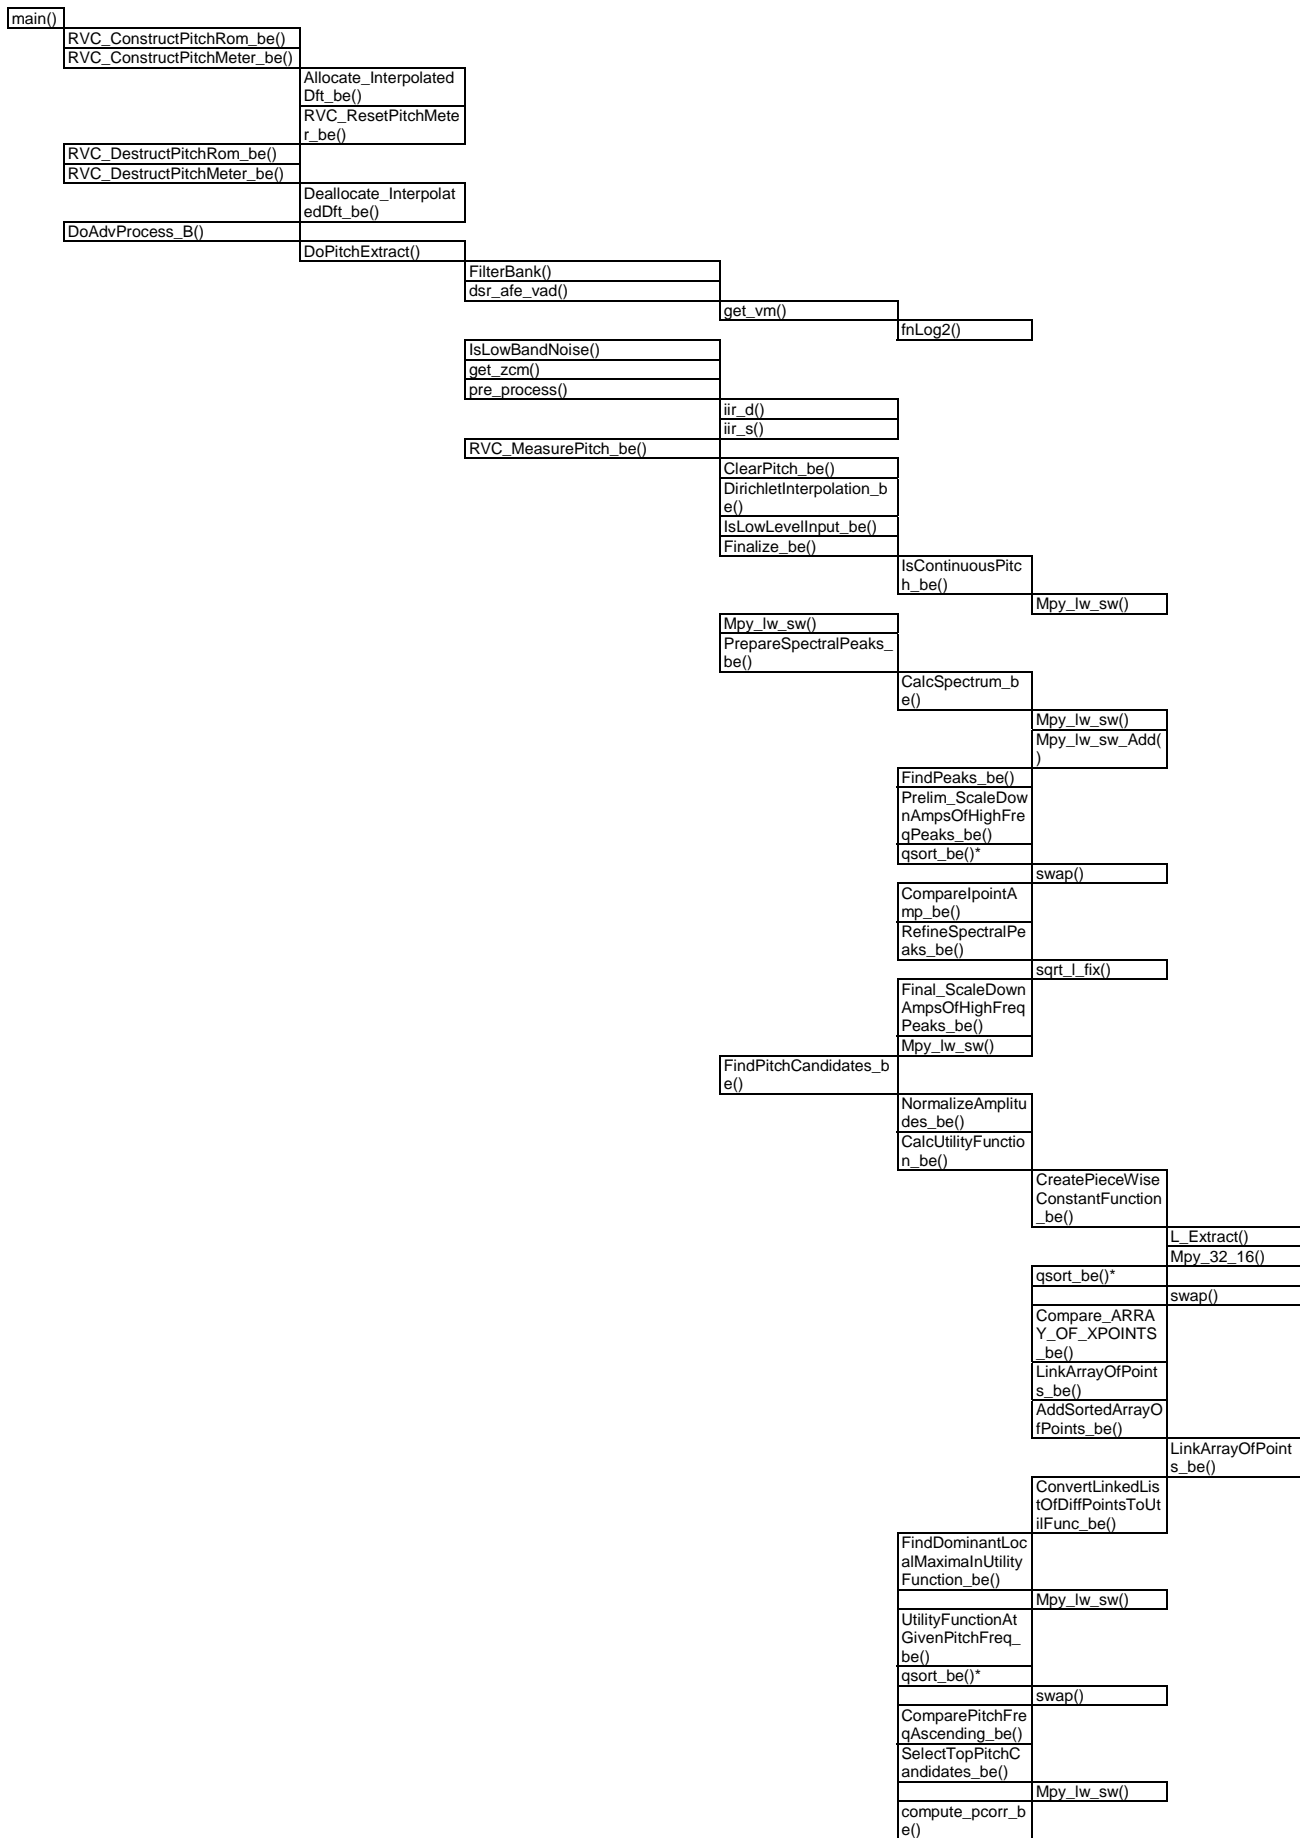 main()
RVC_ConstructPitchRom_be()
RVC_ConstructPitchMeter_be()
Allocate_Interpolated
Dft_be()
RVC_ResetPitchMete
r_be()
RVC_DestructPitchRom_be()
RVC_DestructPitchMeter_be()
Deallocate_Interpolat
edDft_be()
DoAdvProcess_B()
DoPitchExtract()
FilterBank()
dsr_afe_vad()
get_vm()
fnLog2()
IsLowBandNoise()
get_zcm()
pre_process()
iir_d()
iir_s()
RVC_MeasurePitch_be()
ClearPitch_be()
DirichletInterpolation_b
e()
IsLowLevelInput_be()
Finalize_be()
IsContinuousPitc
h_be()
Mpy_lw_sw()
Mpy_lw_sw()
PrepareSpectralPeaks_
be()
CalcSpectrum_b
e()
Mpy_lw_sw()
Mpy_lw_sw_Add(
)
FindPeaks_be()
Prelim_ScaleDow
nAmpsOfHighFre
qPeaks_be()
qsort_be()*
swap()
CompareIpointA
mp_be()
RefineSpectralPe
aks_be()
sqrt_l_fix()
Final_ScaleDown
AmpsOfHighFreq
Peaks_be()
Mpy_lw_sw()
FindPitchCandidates_b
e()
NormalizeAmplitu
des_be()
CalcUtilityFunctio
n_be()
CreatePieceWise
ConstantFunction
_be()
L_Extract()
Mpy_32_16()
qsort_be()*
swap()
Compare_ARRA
Y_OF_XPOINTS
_be()
LinkArrayOfPoint
s_be()
AddSortedArrayO
fPoints_be()
LinkArrayOfPoint
s_be()
ConvertLinkedLis
tOfDiffPointsToUt
ilFunc_be()
FindDominantLoc
alMaximaInUtility
Function_be()
Mpy_lw_sw()
UtilityFunctionAt
GivenPitchFreq_
be()
qsort_be()*
swap()
ComparePitchFre
qAscending_be()
SelectTopPitchC
andidates_be()
Mpy_lw_sw()
compute_pcorr_b
e()